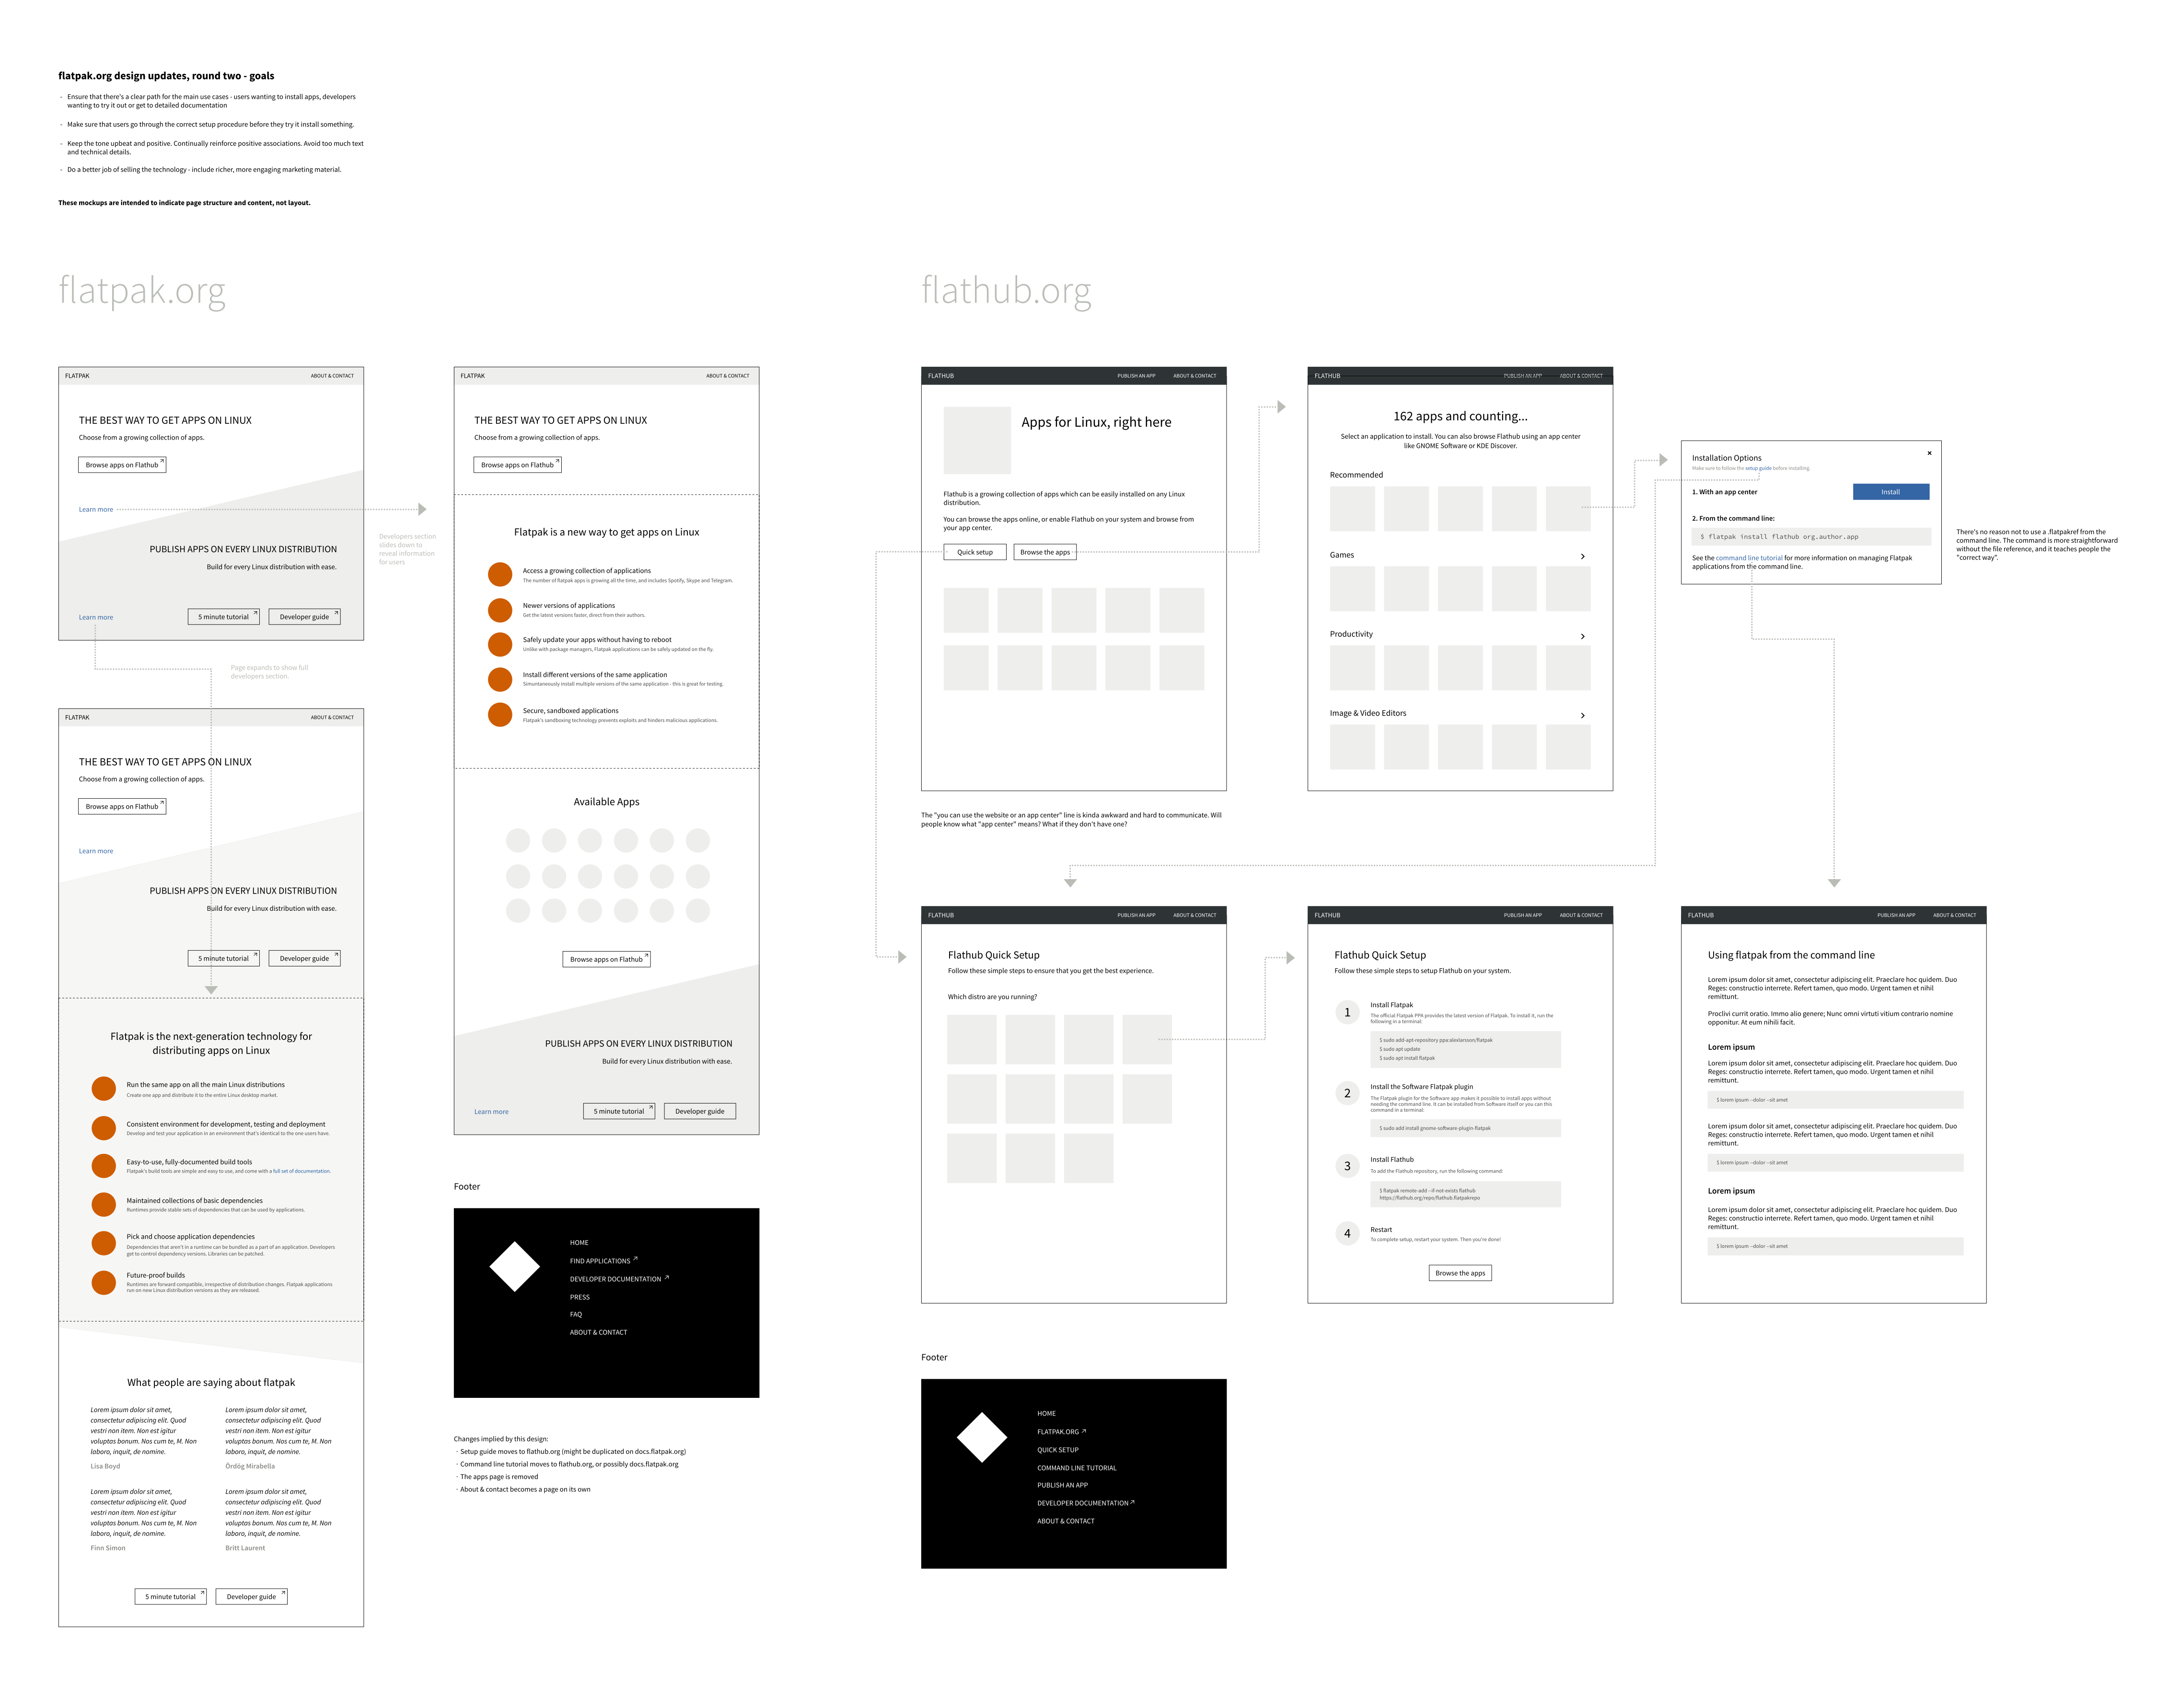 flatpak.org design updates, round two - goals
- Ensure that there's a clear path for the main use cases - users wanting to install apps, developers
wanting to try it out or get to detailed documentation
- Make sure that users go through the correct setup procedure before they try it install something.
- Keep the tone upbeat and positive. Continually reinforce positive associations. Avoid too much text
and technical details.
- Do a better job of selling the technology - include richer, more engaging marketing material.
These mockups are intended to indicate page structure and content, not layout.
flatpak.org
FLATPAK
ABOUT & CONTACT
THE BEST WAY TO GET APPS ON LINUX
Choose from a growing collection of apps.
Browse apps on Flathub
Learn more
PUBLISH APPS ON EVERY LINUX DISTRIBUTION
Build for every Linux distribution with ease.
Learn more
5 minute tutorial
Developer guide
Developers section
slides down to
reveal information
for users
Page expands to show full
developers section.
FLATPAK
ABOUT & CONTACT
THE BEST WAY TO GET APPS ON LINUX
Choose from a growing collection of apps.
Browse apps on Flathub
Learn more
PUBLISH APPS ON EVERY LINUX DISTRIBUTION
Build for every Linux distribution with ease.
5 minute tutorial
Developer guide
Flatpak is the next-generation technology for
distributing apps on Linux
Run the same app on all the main Linux distributions
Create one app and distribute it to the entire Linux desktop market.
Consistent environment for development, testing and deployment
Develop and test your application in an environment that's identical to the one users have.
Easy-to-use, fully-documented build tools
Flatpak's build tools are simple and easy to use, and come with a full set of documentation.
Maintained collections of basic dependencies
Runtimes provide stable sets of dependencies that can be used by applications.
Pick and choose application dependencies
Dependencies that aren't in a runtime can be bundled as a part of an application. Developers
get to control dependency versions. Libraries can be patched.
Future-proof builds
Runtimes are forward compatible, irrespective of distribution changes. Flatpak applications
run on new Linux distribution versions as they are released.
What people are saying about flatpak
Lorem ipsum dolor sit amet,
consectetur adipiscing elit. Quod
vestri non item. Non est igitur
voluptas bonum. Nos cum te, M. Non
laboro, inquit, de nomine.
Lisa Boyd
Lorem ipsum dolor sit amet,
consectetur adipiscing elit. Quod
vestri non item. Non est igitur
voluptas bonum. Nos cum te, M. Non
laboro, inquit, de nomine.
Ördög Mirabella
Lorem ipsum dolor sit amet,
consectetur adipiscing elit. Quod
vestri non item. Non est igitur
voluptas bonum. Nos cum te, M. Non
laboro, inquit, de nomine.
Finn Simon
Lorem ipsum dolor sit amet,
consectetur adipiscing elit. Quod
vestri non item. Non est igitur
voluptas bonum. Nos cum te, M. Non
laboro, inquit, de nomine.
Britt Laurent
5 minute tutorial
Developer guide
FLATPAK
ABOUT & CONTACT
THE BEST WAY TO GET APPS ON LINUX
Choose from a growing collection of apps.
Browse apps on Flathub
Flatpak is a new way to get apps on Linux
Access a growing collection of applications
The number of flatpak apps is growing all the time, and includes Spotify, Skype and Telegram.
Newer versions of applications
Get the latest versions faster, direct from their authors.
Safely update your apps without having to reboot
Unlike with package managers, Flatpak applications can be safely updated on the fly.
Install different versions of the same application
Simuntaneously install multiple versions of the same application - this is great for testing.
Secure, sandboxed applications
Flatpak's sandboxing technology prevents exploits and hinders malicious applications.
Available Apps
Browse apps on Flathub
PUBLISH APPS ON EVERY LINUX DISTRIBUTION
Build for every Linux distribution with ease.
Learn more
5 minute tutorial
Developer guide
Footer
HOME
FIND APPLICATIONS
DEVELOPER DOCUMENTATION
PRESS
FAQ
ABOUT & CONTACT
Changes implied by this design:
· Setup guide moves to flathub.org (might be duplicated on docs.flatpak.org)
· Command line tutorial moves to flathub.org, or possibly docs.flatpak.org
· The apps page is removed
· About & contact becomes a page on its own
flathub.org
FLATHUB
PUBLISH AN APP
ABOUT & CONTACT
Apps for Linux, right here
Flathub is a growing collection of apps which can be easily installed on any Linux
distribution.
You can browse the apps online, or enable Flathub on your system and browse from
your app center.
Quick setup
Browse the apps
The "you can use the website or an app center" line is kinda awkward and hard to communicate. Will
people know what "app center" means? What if they don't have one?
FLATHUB
PUBLISH AN APP
ABOUT & CONTACT
162 apps and counting...
Select an application to install. You can also browse Flathub using an app center
like GNOME Software or KDE Discover.
Recommended
Games
Productivity
Image & Video Editors
Installation Options
Make sure to follow the setup guide before installing.
1. With an app center
Install
2. From the command line:
$ flatpak install flathub org.author.app
See the command line tutorial for more information on managing Flatpak
applications from the command line.
There's no reason not to use a .flatpakref from the
command line. The command is more straightforward
without the file reference, and it teaches people the
"correct way".
FLATHUB
PUBLISH AN APP
ABOUT & CONTACT
Flathub Quick Setup
Follow these simple steps to ensure that you get the best experience.
Which distro are you running?
FLATHUB
PUBLISH AN APP
ABOUT & CONTACT
Flathub Quick Setup
Follow these simple steps to setup Flathub on your system.
1
Install Flatpak
The official Flatpak PPA provides the latest version of Flatpak. To install it, run the
following in a terminal:
$ sudo add-apt-repository ppa:alexlarsson/flatpak
$ sudo apt update
$ sudo apt install flatpak
2
Install the Software Flatpak plugin
The Flatpak plugin for the Software app makes it possible to install apps without
needing the command line. It can be installed from Software itself or you can this
command in a terminal:
$ sudo add install gnome-software-plugin-flatpak
3
Install Flathub
To add the Flathub repository, run the following command:
$ flatpak remote-add --if-not-exists flathub
https://flathub.org/repo/flathub.flatpakrepo
4
Restart
To complete setup, restart your system. Then you're done!
Browse the apps
FLATHUB
PUBLISH AN APP
ABOUT & CONTACT
Using flatpak from the command line
Lorem ipsum dolor sit amet, consectetur adipiscing elit. Praeclare hoc quidem. Duo
Reges: constructio interrete. Refert tamen, quo modo. Urgent tamen et nihil
remittunt.
Proclivi currit oratio. Immo alio genere; Nunc omni virtuti vitium contrario nomine
opponitur. At eum nihili facit.
Lorem ipsum
Lorem ipsum dolor sit amet, consectetur adipiscing elit. Praeclare hoc quidem. Duo
Reges: constructio interrete. Refert tamen, quo modo. Urgent tamen et nihil
remittunt.
$ lorem ipsum --dolor --sit amet
Lorem ipsum dolor sit amet, consectetur adipiscing elit. Praeclare hoc quidem. Duo
Reges: constructio interrete. Refert tamen, quo modo. Urgent tamen et nihil
remittunt.
$ lorem ipsum --dolor --sit amet
Lorem ipsum
Lorem ipsum dolor sit amet, consectetur adipiscing elit. Praeclare hoc quidem. Duo
Reges: constructio interrete. Refert tamen, quo modo. Urgent tamen et nihil
remittunt.
$ lorem ipsum --dolor --sit amet
Footer
HOME
FLATPAK.ORG
QUICK SETUP
COMMAND LINE TUTORIAL
PUBLISH AN APP
DEVELOPER DOCUMENTATION
ABOUT & CONTACT